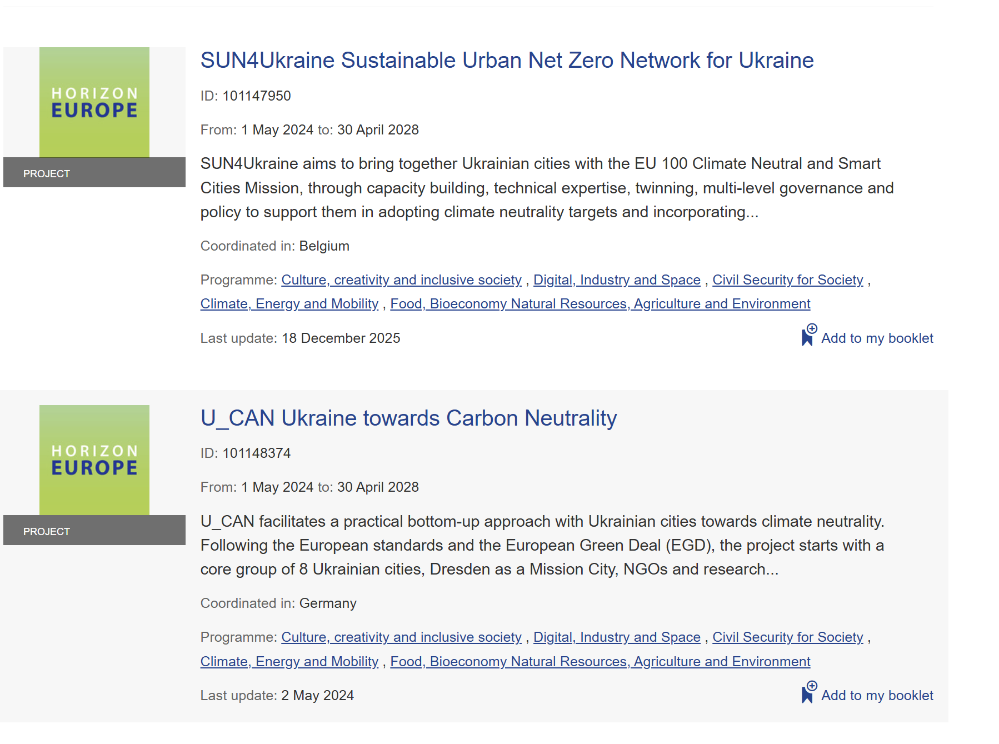 HORIZON
EUROPE
PROJECT
SUN4Ukraine Sustainable Urban Net Zero Network for Ukraine
ID: 101147950
From: 1 May 2024 to: 30 April 2028
SUN4Ukraine aims to bring together Ukrainian cities with the EU 100 Climate Neutral and Smart
Cities Mission, through capacity building, technical expertise, twinning, multi-level governance and
policy to support them in adopting climate neutrality targets and incorporating...
Coordinated in: Belgium
Programme: Culture, creativity and inclusive society , Digital, Industry and Space , Civil Security for Society ,
Climate, Energy and Mobility , Food, Bioeconomy Natural Resources, Agriculture and Environment
Last update: 18 December 2025
Add to my booklet
HORIZON
EUROPE
PROJECT
U_CAN Ukraine towards Carbon Neutrality
ID: 101148374
From: 1 May 2024 to: 30 April 2028
U_CAN facilitates a practical bottom-up approach with Ukrainian cities towards climate neutrality.
Following the European standards and the European Green Deal (EGD), the project starts with a
core group of 8 Ukrainian cities, Dresden as a Mission City, NGOs and research...
Coordinated in: Germany
Programme: Culture, creativity and inclusive society , Digital, Industry and Space , Civil Security for Society ,
Climate, Energy and Mobility , Food, Bioeconomy Natural Resources, Agriculture and Environment
Last update: 2 May 2024
Add to my booklet